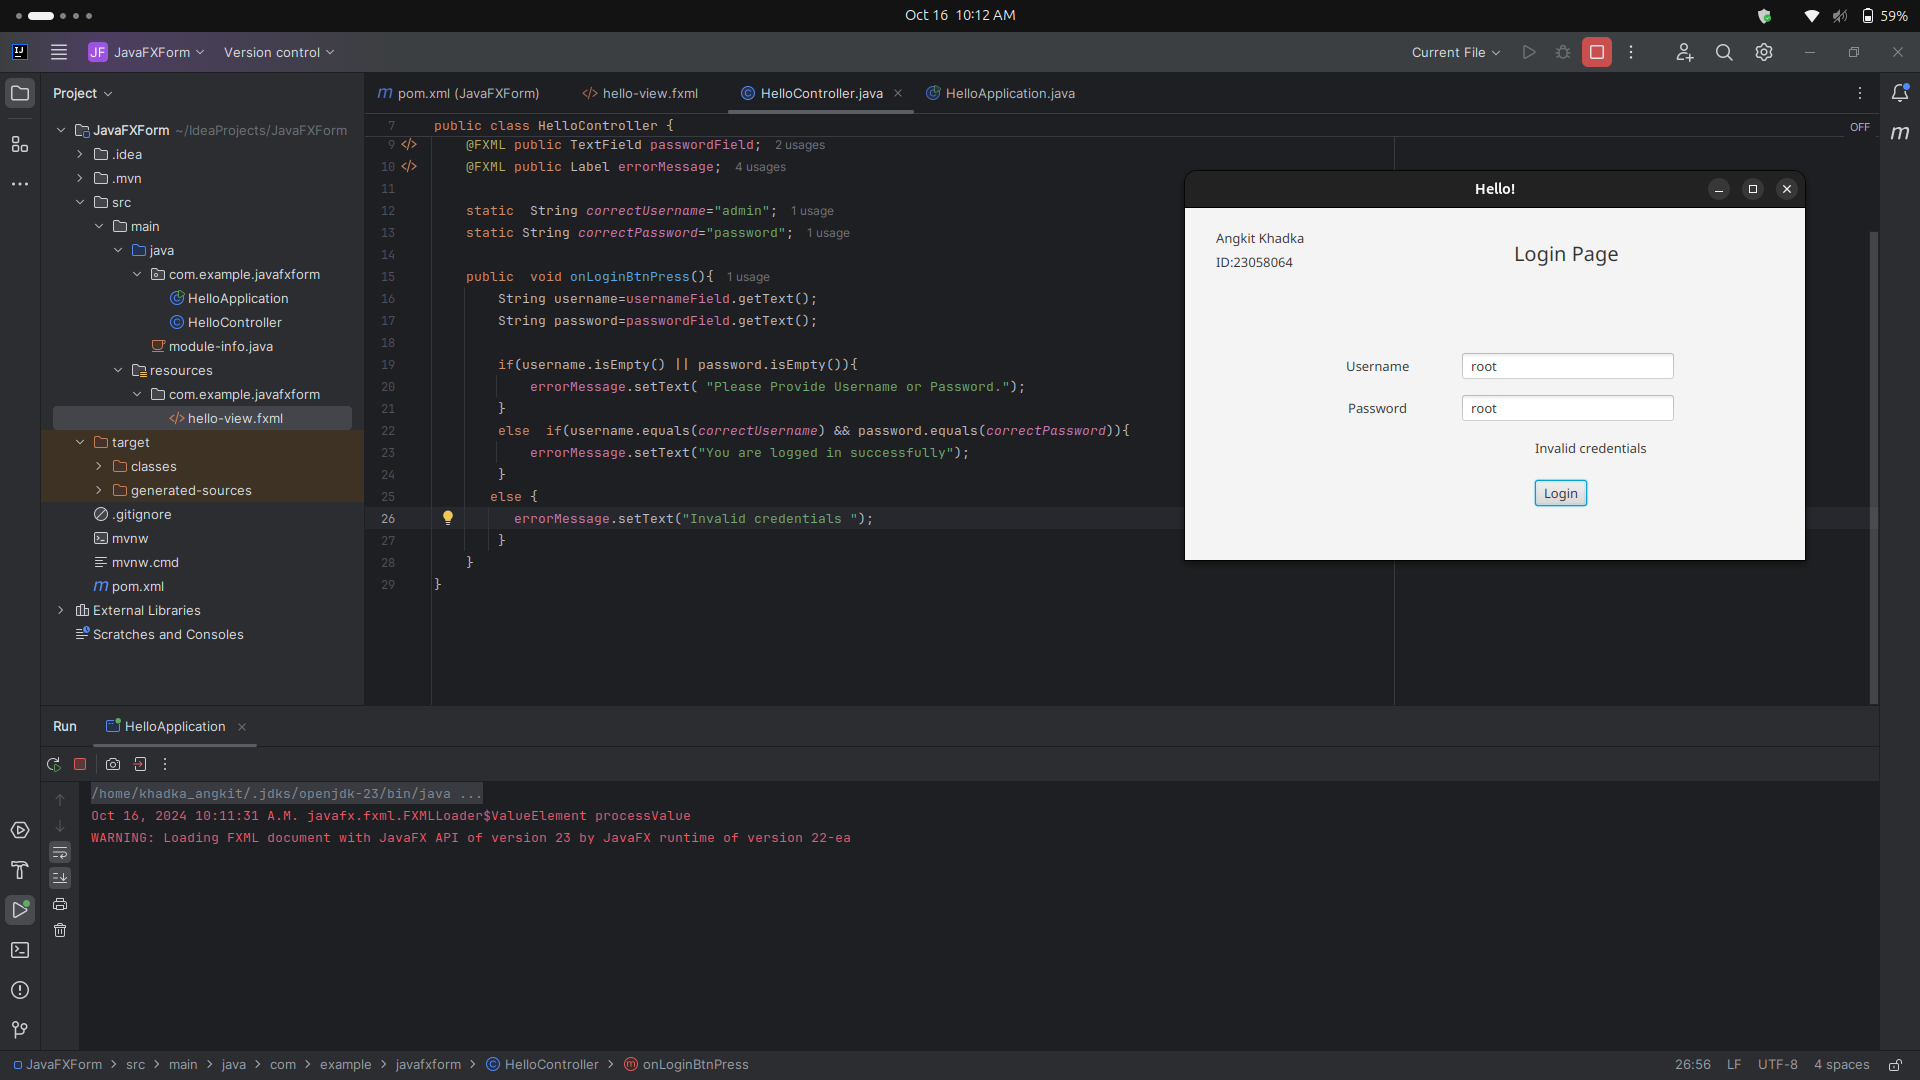 Oct 16 10:12 AM
59%
JF JavaFXForm Version control
Current File
Project
JavaFXForm ~/IdeaProjects/JavaFXForm
.idea
.mvn
src
main
java
com.example.javafxform
HelloApplication
HelloController
module-info.java
resources
com.example.javafxform
hello-view.fxml
target
classes
generated-sources
.gitignore
mvnw
mvnw.cmd
pom.xml
External Libraries
Scratches and Consoles
pom.xml (JavaFXForm) hello-view.fxml HelloController.java HelloApplication.java
OFF
7 public class HelloController {
9 @FXML public TextField passwordField; 2 usages
10 @FXML public Label errorMessage; 4 usages
11
12 static  String correctUsername="admin"; 1 usage
13 static String correctPassword="password"; 1 usage
14
15 public  void onLoginBtnPress(){ 1 usage
16 String username=usernameField.getText();
17 String password=passwordField.getText();
18
19 if(username.isEmpty() || password.isEmpty()){
20 errorMessage.setText( "Please Provide Username or Password.");
21 }
22 else  if(username.equals(correctUsername) && password.equals(correctPassword)){
23 errorMessage.setText("You are logged in successfully");
24 }
25 else {
26 errorMessage.setText("Invalid credentials ");
27 }
28 }
29 }
Hello!
Angkit Khadka
ID:23058064
Login Page
Username root
Password root
Invalid credentials
Login
Run HelloApplication
/home/khadka_angkit/.jdks/openjdk-23/bin/java ...
Oct 16, 2024 10:11:31 A.M. javafx.fxml.FXMLLoader$ValueElement processValue
WARNING: Loading FXML document with JavaFX API of version 23 by JavaFX runtime of version 22-ea
JavaFXForm > src > main > java > com > example > javafxform > HelloController > onLoginBtnPress
26:56 LF UTF-8 4 spaces